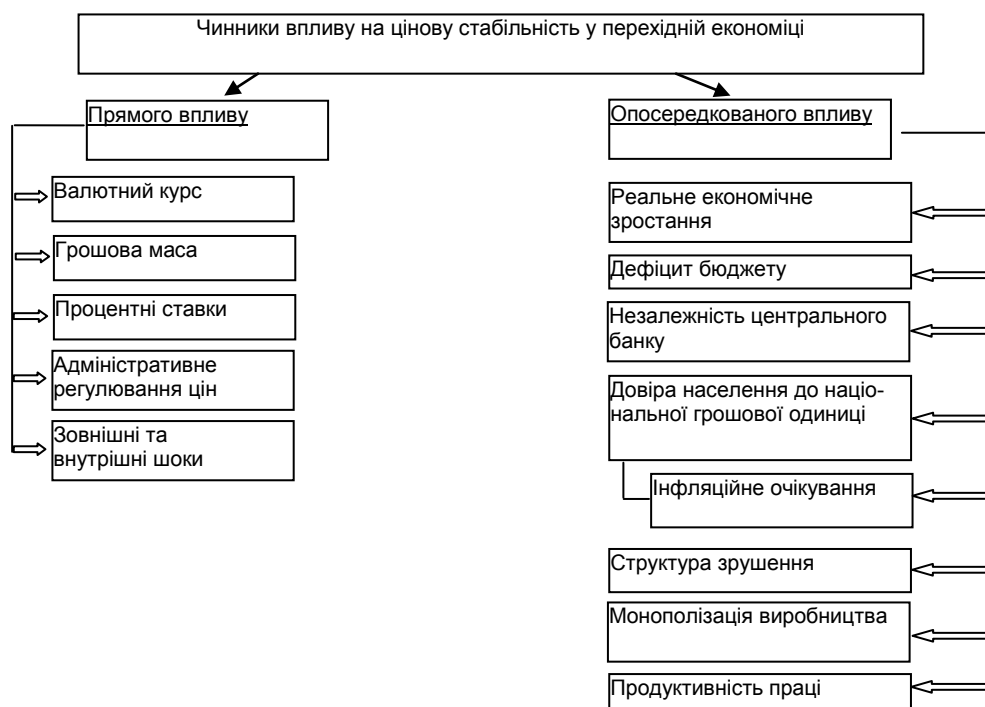 Чинники впливу на цінову стабільність у перехідній економіці
Прямого впливу
Валютний курс
Грошова маса
Процентні ставки
Адміністративне
регулювання цін
Зовнішні та
внутрішні шоки
Опосередкованого впливу
Реальне економічне
зростання
Дефіцит бюджету
Незалежність центрального
банку
Довіра населення до націо-
нальної грошової одиниці
Інфляційне очікування
Структура зрушення
Монополізація виробництва
Продуктивність праці